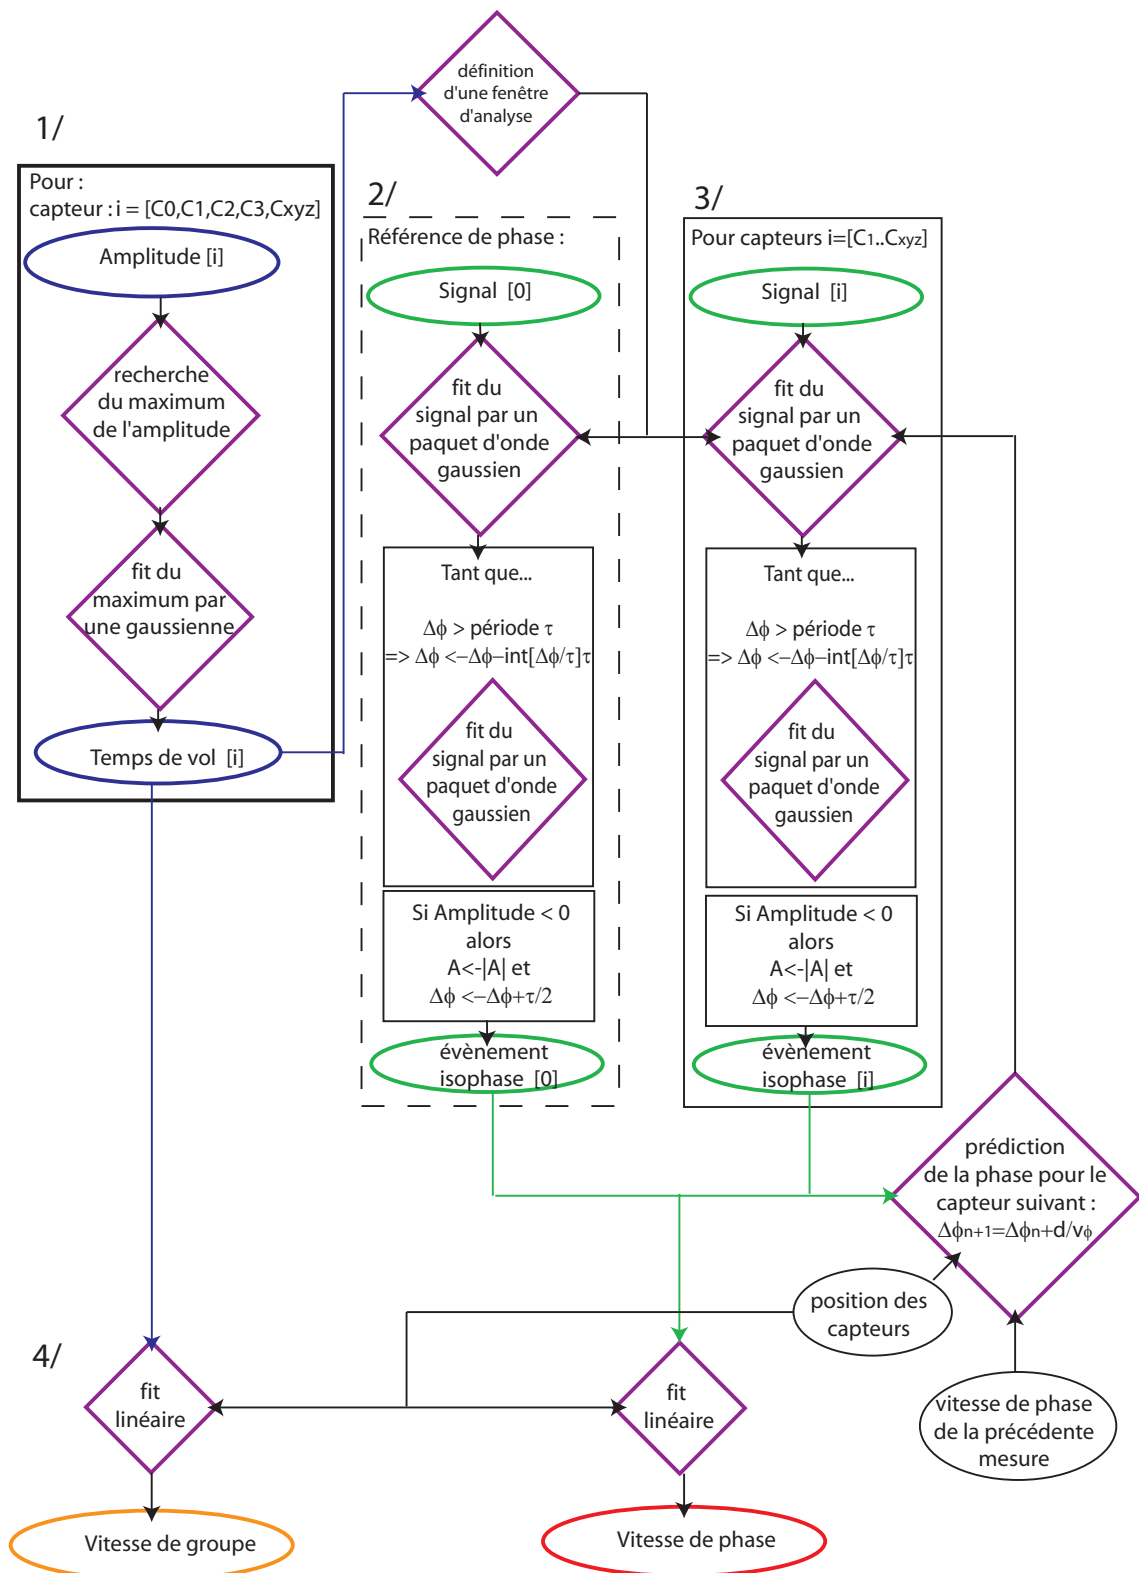 définition
d'une fenêtre
d'analyse
1/
Pour :
capteur : i = [C0,C1,C2,C3,Cxyz]
Amplitude [i]
recherche
du maximum
de l'amplitude
fit du
maximum par
une gaussienne
Temps de vol [i]
2/
Référence de phase :
Signal [0]
fit du
signal par un
paquet d'onde
gaussien
Tant que...
Δϕ > période τ
=> Δϕ <−Δϕ−int[Δϕ/τ]τ
fit du
signal par un
paquet d'onde
gaussien
Si Amplitude < 0
alors
A<-|A| et
Δϕ <−Δϕ+τ/2
évènement
isophase [0]
3/
Pour capteurs i=[C1..Cxyz]
Signal [i]
fit du
signal par un
paquet d'onde
gaussien
Tant que...
Δϕ > période τ
=> Δϕ <−Δϕ−int[Δϕ/τ]τ
fit du
signal par un
paquet d'onde
gaussien
Si Amplitude < 0
alors
A<-|A| et
Δϕ <−Δϕ+τ/2
évènement
isophase [i]
prédiction
de la phase pour le
capteur suivant :
Δϕn+1=Δϕn+d/vϕ
position des
capteurs
vitesse de phase
de la précédente
mesure
4/
fit
linéaire
fit
linéaire
Vitesse de groupe
Vitesse de phase